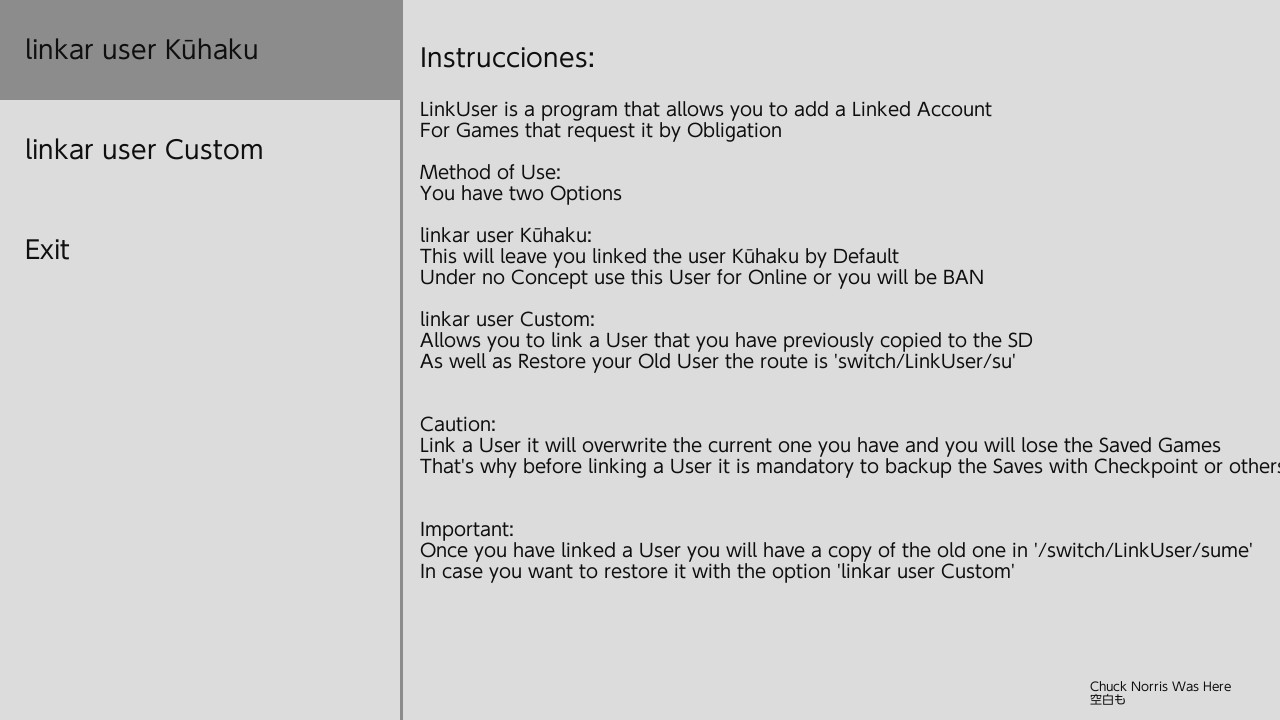 linkar user Kūhaku
linkar user Custom
Exit
Instrucciones:
LinkUser is a program that allows you to add a Linked Account
For Games that request it by Obligation
Method of Use:
You have two Options
linkar user Kūhaku:
This will leave you linked the user Kūhaku by Default
Under no Concept use this User for Online or you will be BAN
linkar user Custom:
Allows you to link a User that you have previously copied to the SD
As well as Restore your Old User the route is 'switch/LinkUser/su'
Caution:
Link a User it will overwrite the current one you have and you will lose the Saved Games
That's why before linking a User it is mandatory to backup the Saves with Checkpoint or others
Important:
Once you have linked a User you will have a copy of the old one in '/switch/LinkUser/sume'
In case you want to restore it with the option 'linkar user Custom'
Chuck Norris Was Here
空白も